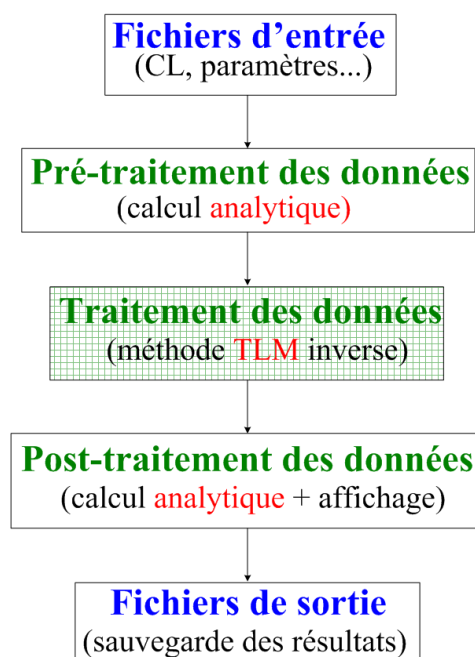 Fichiers d’entrée
(CL, paramètres...)
Pré-traitement des données
(calcul analytique)
Traitement des données
(méthode TLM inverse)
Post-traitement des données
(calcul analytique + affichage)
Fichiers de sortie
(sauvegarde des résultats)